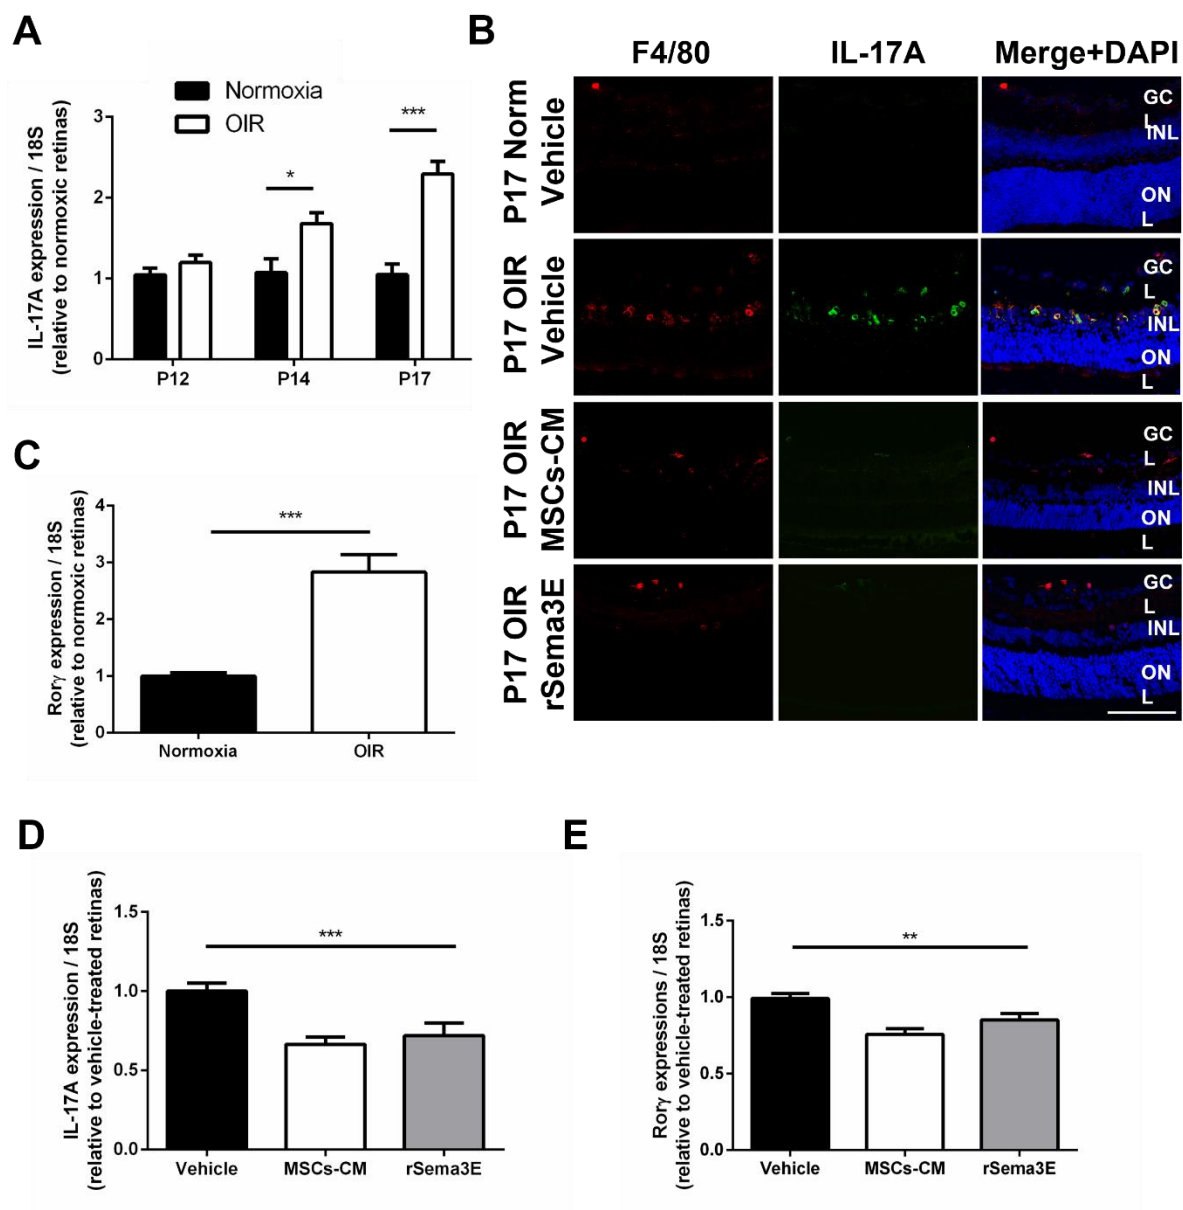 A
Normoxia
OIR
IL-17A expression / 18S
(relative to normoxic retinas)
3
2
1
0
*
***
P12 P14 P17
B
F4/80 IL-17A Merge+DAPI
P17 Norm
Vehicle
GC
L
INL
ON
L
P17 OIR
Vehicle
GC
L
INL
ON
L
P17 OIR
MSCs-CM
GC
L
INL
ON
L
P17 OIR
rSema3E
GC
L
INL
ON
L
C
Rorγ expression / 18S
(relative to normoxic retinas)
4
3
2
1
0
***
Normoxia OIR
D
IL-17A expression / 18S
(relative to vehicle-treated retinas)
1.5
1.0
0.5
0.0
***
Vehicle MSCs-CM rSema3E
E
Rorγ expressions / 18S
(relative to vehicle-treated retinas)
1.5
1.0
0.5
0.0
**
Vehicle MSCs-CM rSema3E